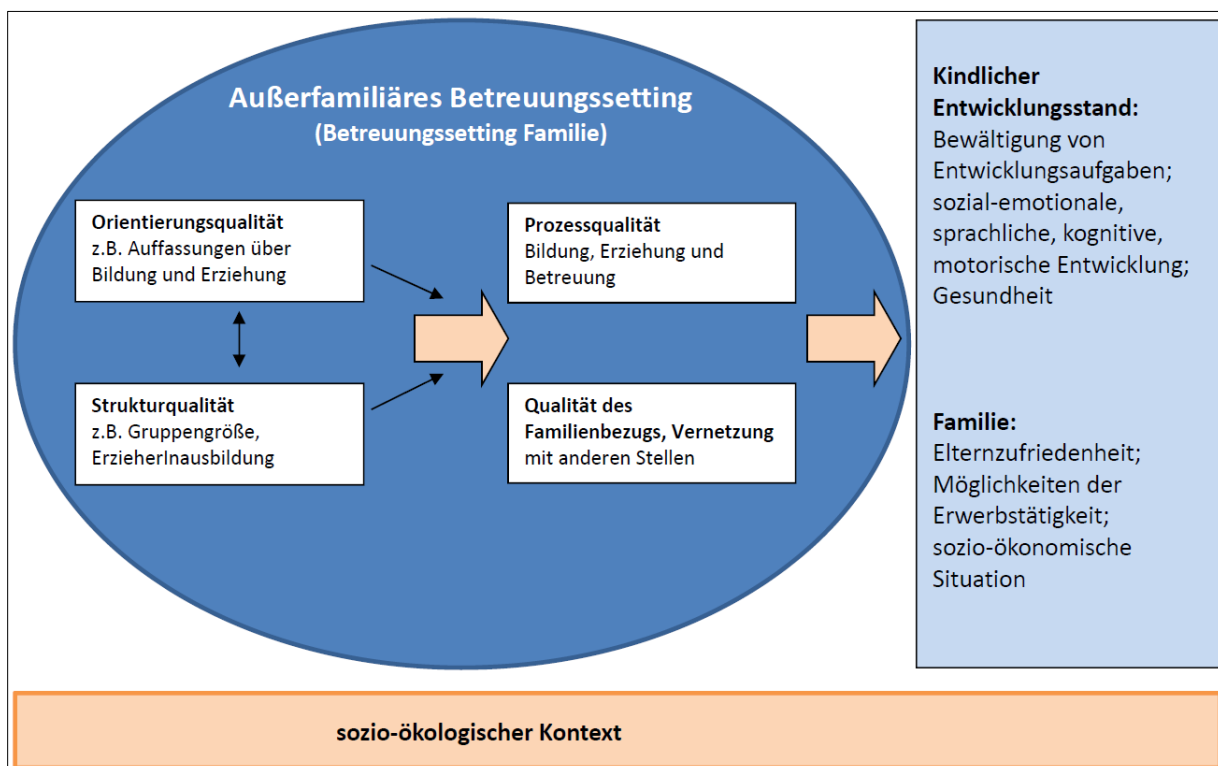 Außerfamiliäres Betreuungssetting
(Betreuungssetting Familie)
Orientierungsqualität
z.B. Auffassungen über
Bildung und Erziehung
Prozessqualität
Bildung, Erziehung und
Betreuung
Strukturqualität
z.B. Gruppengröße,
ErzieherInausbildung
Qualität des
Familienbezugs, Vernetzung
mit anderen Stellen
Kindlicher
Entwicklungsstand:
Bewältigung von
Entwicklungsaufgaben;
sozial-emotionale,
sprachliche, kognitive,
motorische Entwicklung;
Gesundheit
Familie:
Elternzufriedenheit;
Möglichkeiten der
Erwerbstätigkeit;
sozio-ökonomische
Situation
sozio-ökologischer Kontext